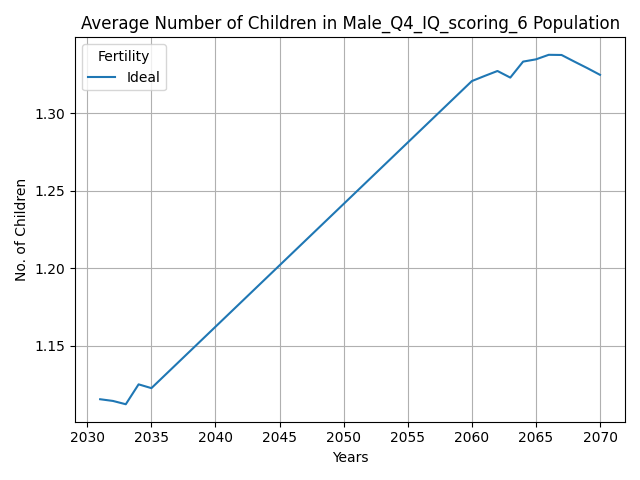 Average Number of Children in Male_Q4_IQ_scoring_6 Population
Fertility
Ideal
No. of Children
1.30
1.25
1.20
1.15
2030 2035 2040 2045 2050 2055 2060 2065 2070
Years